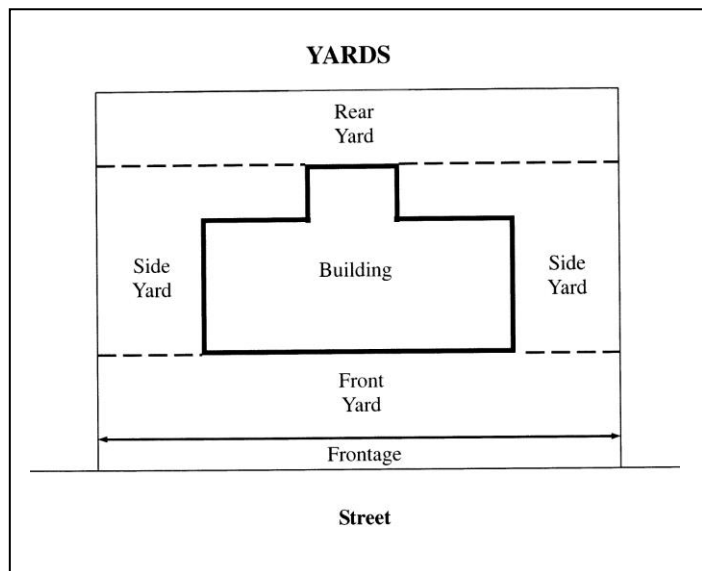 YARDS
Rear
Yard
Side
Yard
Building
Side
Yard
Front
Yard
Frontage
Street